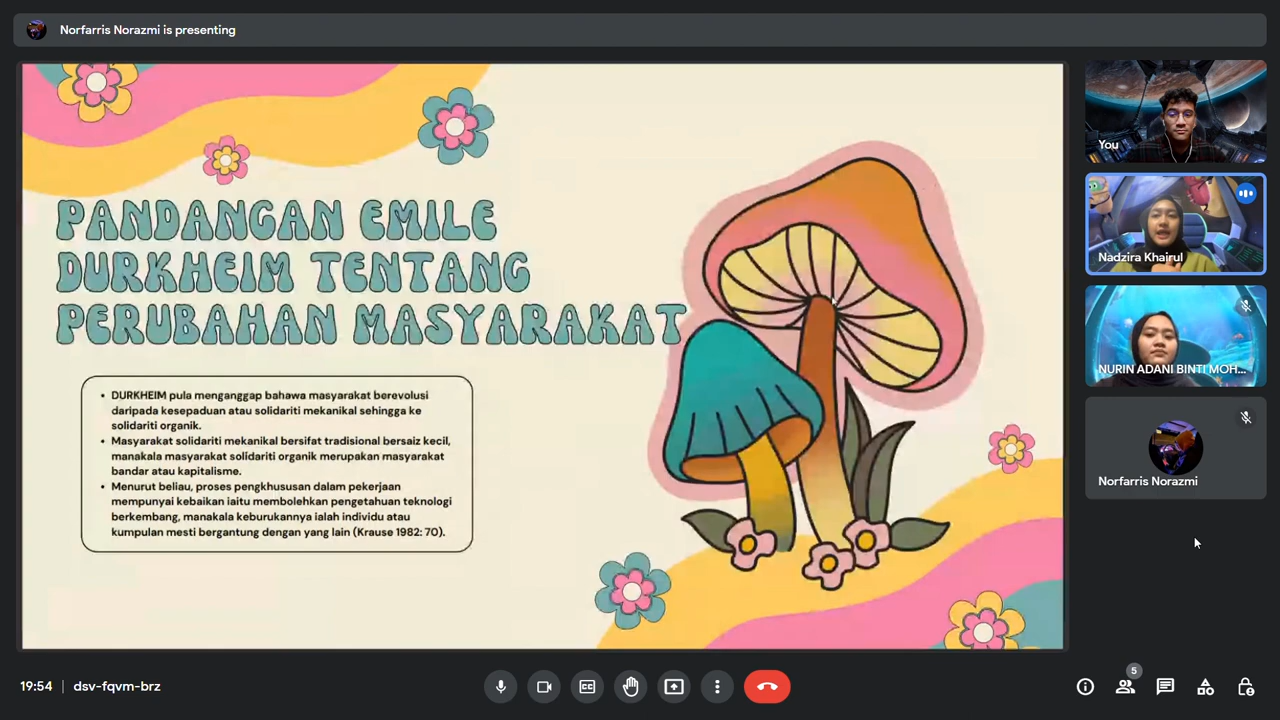 Norfarris Norazmi is presenting
PANDANGAN EMILE
DURKHEIM TENTANG
PERUBAHAN MASYARAKAT
• DURKHEIM pula menganggap bahawa masyarakat berevolusi
daripada kesepaduan atau solidariti mekanikal sehingga ke
solidariti organik.
• Masyarakat solidariti mekanikal bersifat tradisional bersaiz kecil,
manakala masyarakat solidariti organik merupakan masyarakat
bandar atau kapitalisme.
• Menurut beliau, proses pengkhususan dalam pekerjaan
mempunyai kebaikan iaitu membolehkan pengetahuan teknologi
berkembang, manakala keburukannya ialah individu atau
kumpulan mesti bergantung dengan yang lain (Krause 1982: 70).
You
Nadzira Khairul
NURIN ADANI BINTI MOH...
Norfarris Norazmi
19:54 | dsv-fqvm-brz
5